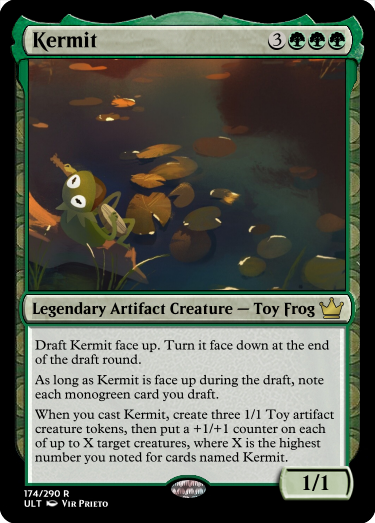 Kermit 3
Legendary Artifact Creature — Toy Frog
Draft Kermit face up. Turn it face down at the end
of the draft round.
As long as Kermit is face up during the draft, note
each monogreen card you draft.
When you cast Kermit, create three 1/1 Toy artifact
creature tokens, then put a +1/+1 counter on each
of up to X target creatures, where X is the highest
number you noted for cards named Kermit.
1/1
174/290 R
ULT Vir Prieto